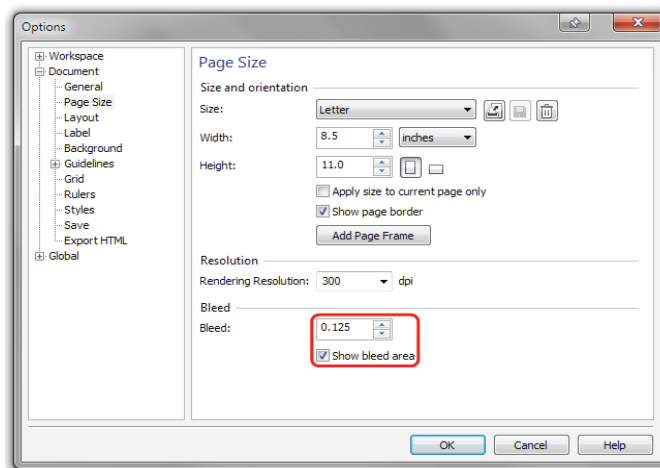 Options
Workspace
Document
General
Page Size
Layout
Label
Background
Guidelines
Grid
Rulers
Styles
Save
Export HTML
Global
Page Size
Size and orientation
Size: Letter
Width: 8.5 inches
Height: 11.0
Apply size to current page only
Show page border
Add Page Frame
Resolution
Rendering Resolution: 300 dpi
Bleed
Bleed: 0.125
Show bleed area
OK Cancel Help